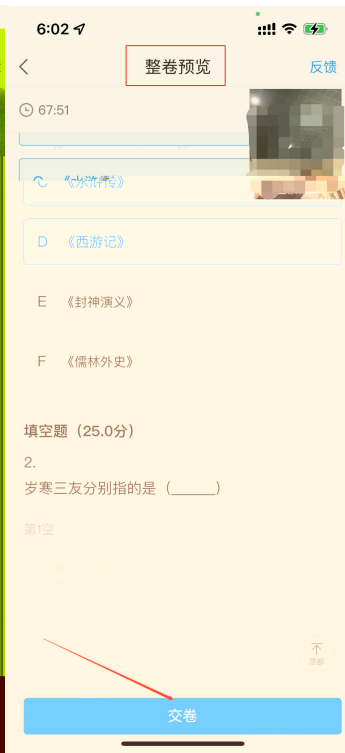 6:02
整卷预览
反馈
67:51
C 《水浒传》
D 《西游记》
E 《封神演义》
F 《儒林外史》
填空题（25.0分）
2.
岁寒三友分别指的是（______）
第1空
顶部
交卷